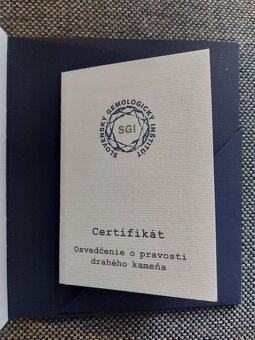 SLOVENSKÝ GEMOLOGICKÝ INŠTITÚT
SGI
Certifikát
Osvedčenie o pravosti
drahého kameňa